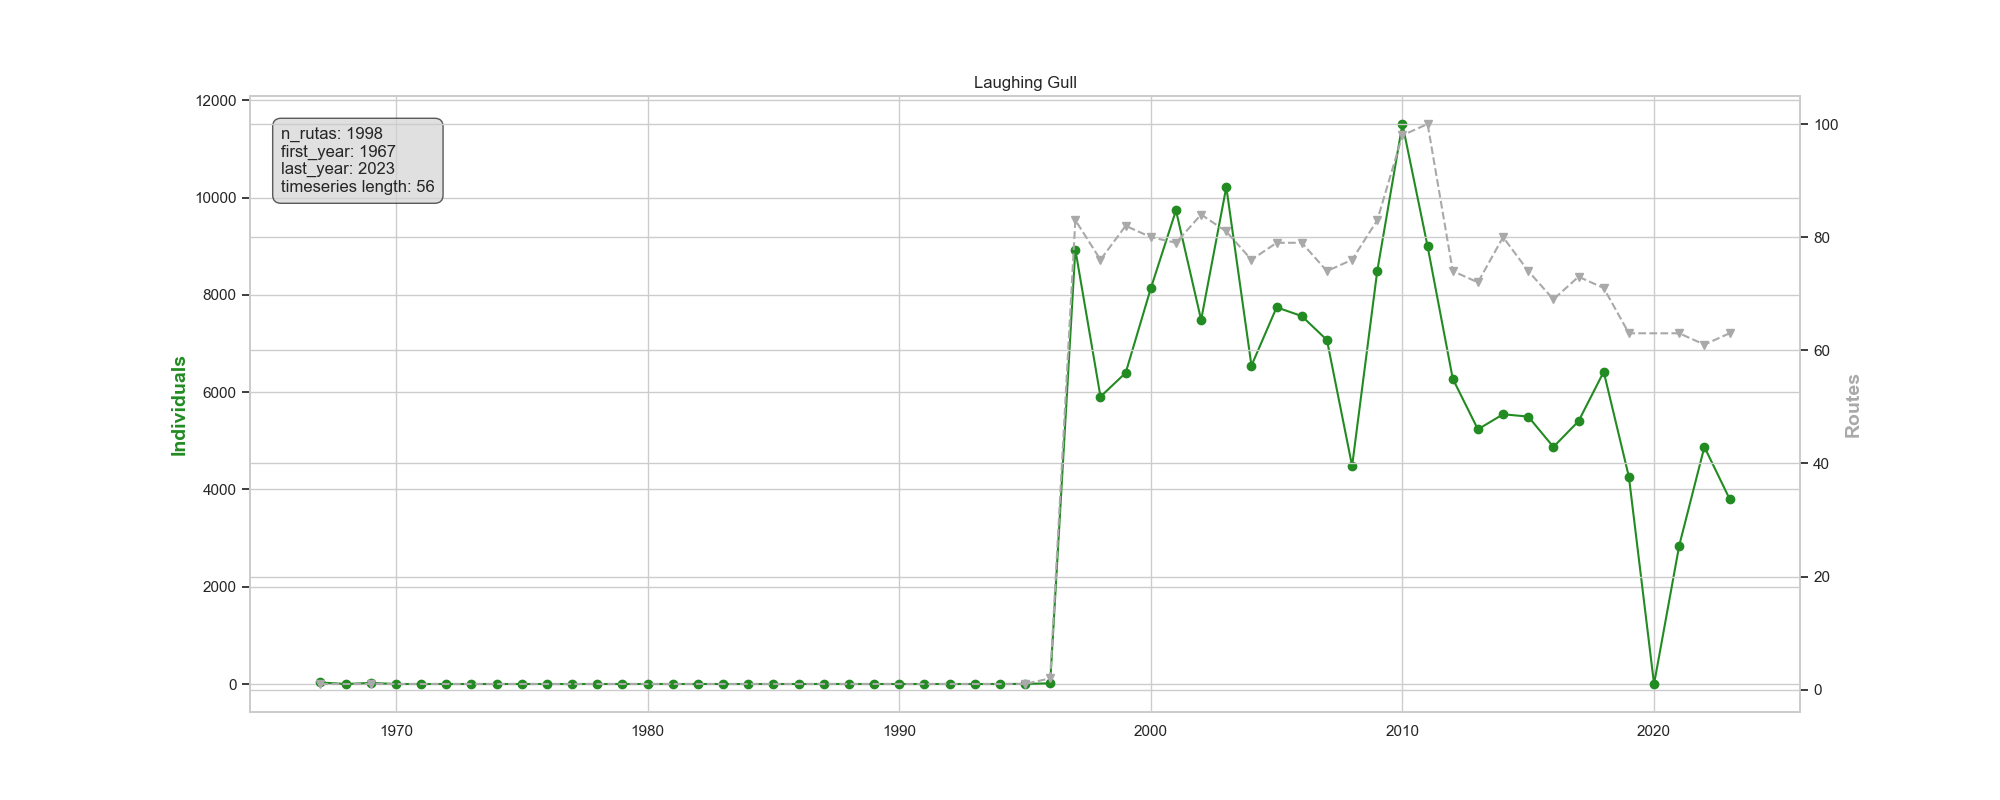 Laughing Gull
n_rutas: 1998
first_year: 1967
last_year: 2023
timeseries length: 56
Individuals
12000
10000
8000
6000
4000
2000
0
100
80
60
40
20
0
Routes
1970
1980
1990
2000
2010
2020